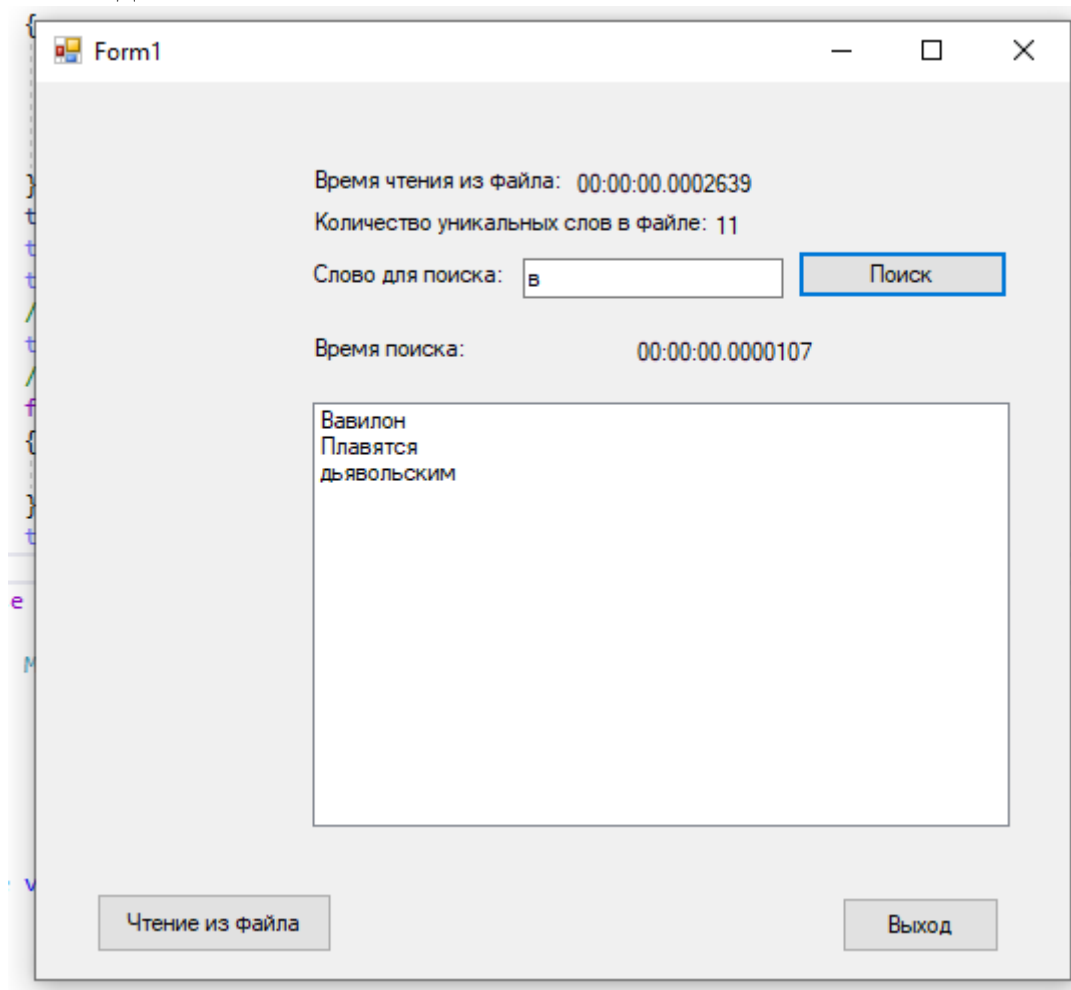 Form1
Время чтения из файла: 00:00:00.0002639
Количество уникальных слов в файле: 11
Слово для поиска: в Поиск
Время поиска: 00:00:00.0000107
Вавилон
Плавятся
дьявольским
Чтение из файла Выход